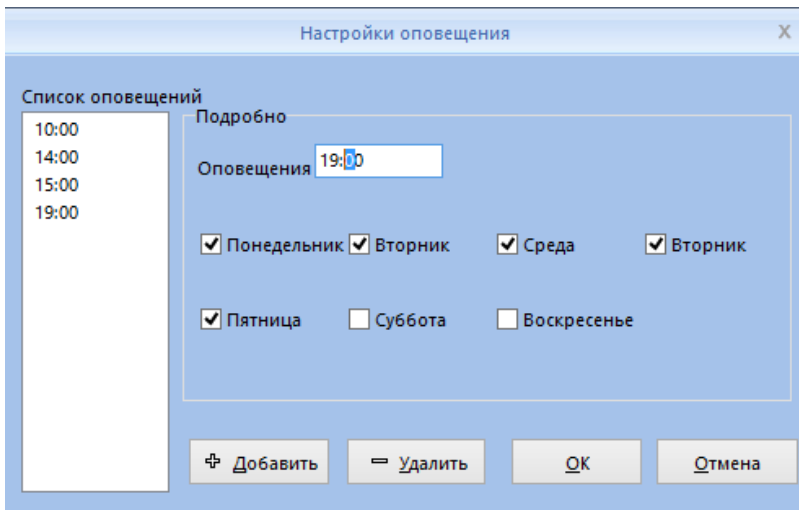 Настройки оповещения X
Список оповещений
10:00
14:00
15:00
19:00
Подробно
Оповещения 19:00
Понедельник Вторник Среда Вторник
Пятница Суббота Воскресенье
Добавить Удалить OK Отмена